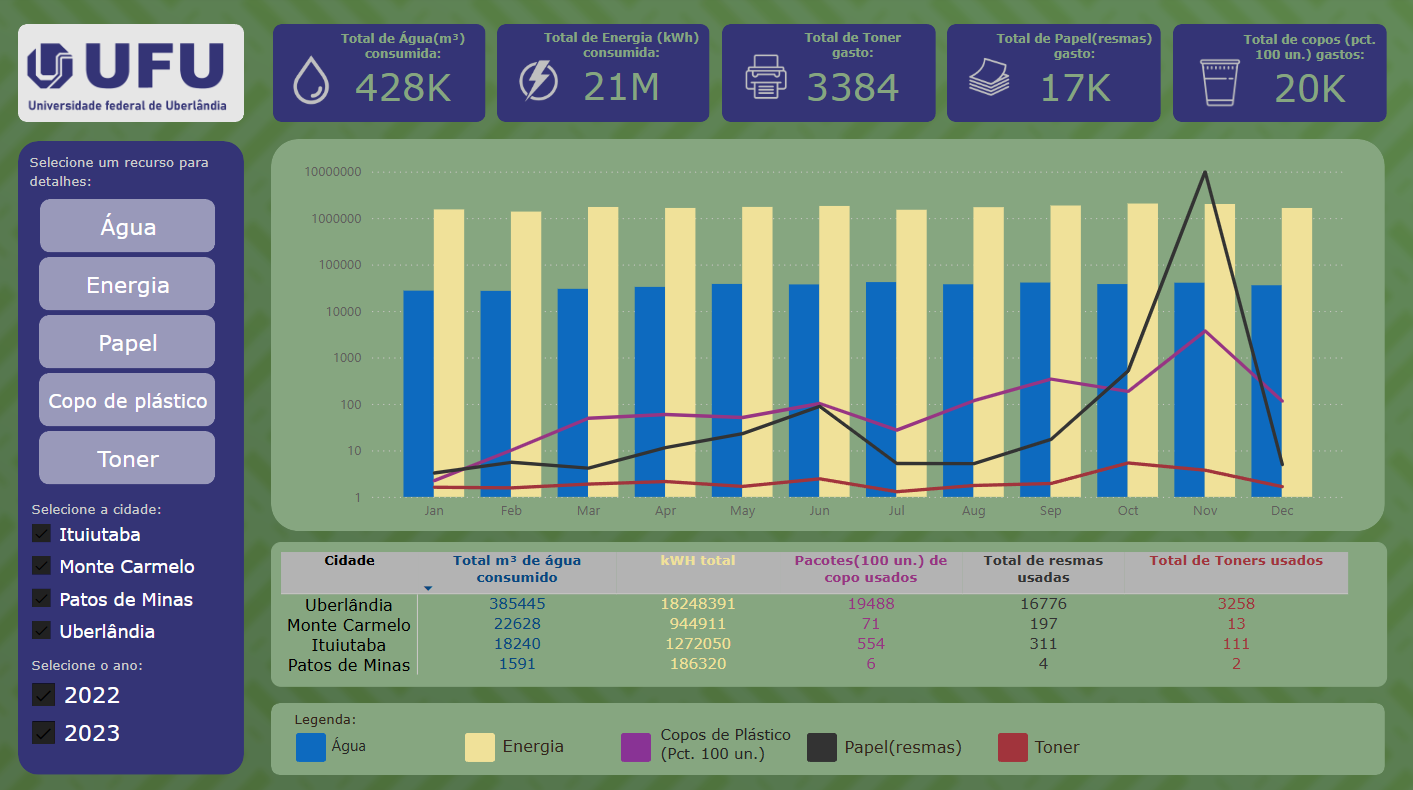 UFU
Universidade federal de Uberlândia
Total de Água(m³)
consumida:
428K
Total de Energia (kWh)
consumida:
21M
Total de Toner
gasto:
3384
Total de Papel(resmas)
gasto:
17K
Total de copos (pct.
100 un.) gastos:
20K
Selecione um recurso para
detalhes:
Água
Energia
Papel
Copo de plástico
Toner
Selecione a cidade:
Ituiutaba
Monte Carmelo
Patos de Minas
Uberlândia
Selecione o ano:
2022
2023
10000000
1000000
100000
10000
1000
100
10
1
Jan Feb Mar Apr May Jun Jul Aug Sep Oct Nov Dec
Cidade Total m³ de água consumido kWH total Pacotes(100 un.) de copo usados Total de resmas usadas Total de Toners usados
Uberlândia 385445 18248391 19488 16776 3258
Monte Carmelo 22628 944911 71 197 13
Ituiutaba 18240 1272050 554 311 111
Patos de Minas 1591 186320 6 4 2
Legenda:
Água
Energia
Copos de Plástico
(Pct. 100 un.)
Papel(resmas)
Toner